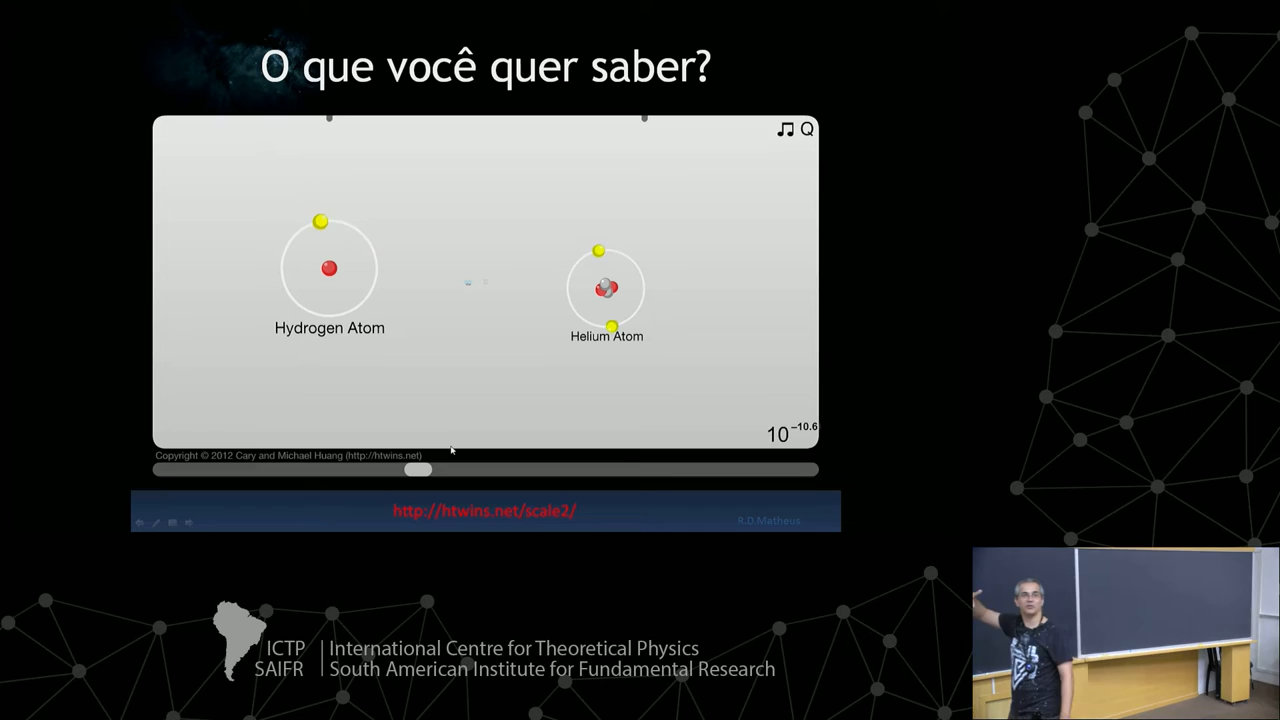 O que você quer saber?
Q
Hydrogen Atom
Helium Atom
10^-10.6
Copyright © 2012 Cary and Michael Huang (http://htwins.net)
http://htwins.net/scale2/
R.D.Matheus
ICTP
SAIFR
International Centre for Theoretical Physics
South American Institute for Fundamental Research